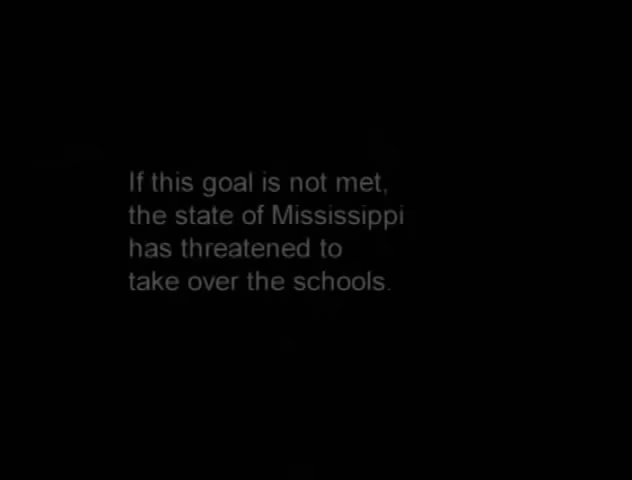 If this goal is not met,
the state of Mississippi
has threatened to
take over the schools.